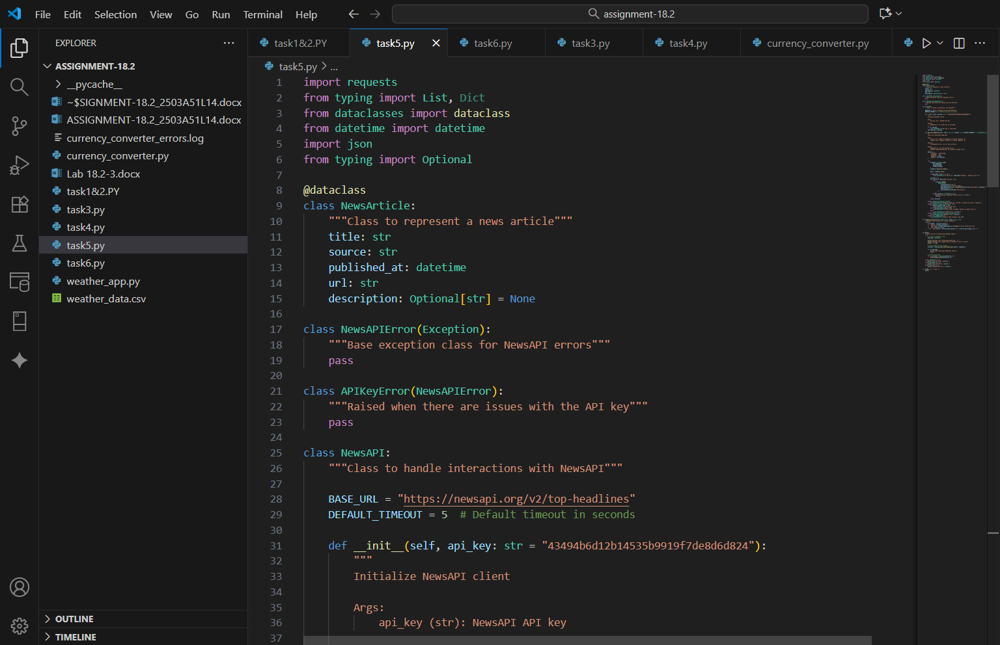 File Edit Selection View Go Run Terminal Help
assignment-18.2
EXPLORER
ASSIGNMENT-18.2
__pycache__
~$SIGNMENT-18.2_2503A51L14.docx
ASSIGNMENT-18.2_2503A51L14.docx
currency_converter_errors.log
currency_converter.py
Lab 18.2-3.docx
task1&2.PY
task3.py
task4.py
task5.py
task6.py
weather_app.py
weather_data.csv
OUTLINE
TIMELINE
task1&2.PY task5.py task6.py task3.py task4.py currency_converter.py
task5.py > ...
1 import requests
2 from typing import List, Dict
3 from dataclasses import dataclass
4 from datetime import datetime
5 import json
6 from typing import Optional
7
8 @dataclass
9 class NewsArticle:
10 """Class to represent a news article"""
11 title: str
12 source: str
13 published_at: datetime
14 url: str
15 description: Optional[str] = None
16
17 class NewsAPIError(Exception):
18 """Base exception class for NewsAPI errors"""
19 pass
20
21 class APIKeyError(NewsAPIError):
22 """Raised when there are issues with the API key"""
23 pass
24
25 class NewsAPI:
26 """Class to handle interactions with NewsAPI"""
27
28 BASE_URL = "https://newsapi.org/v2/top-headlines"
29 DEFAULT_TIMEOUT = 5 # Default timeout in seconds
30
31 def __init__(self, api_key: str = "43494b6d12b14535b9919f7de8d6d824"):
32 """
33 Initialize NewsAPI client
34
35 Args:
36 api_key (str): NewsAPI API key
37